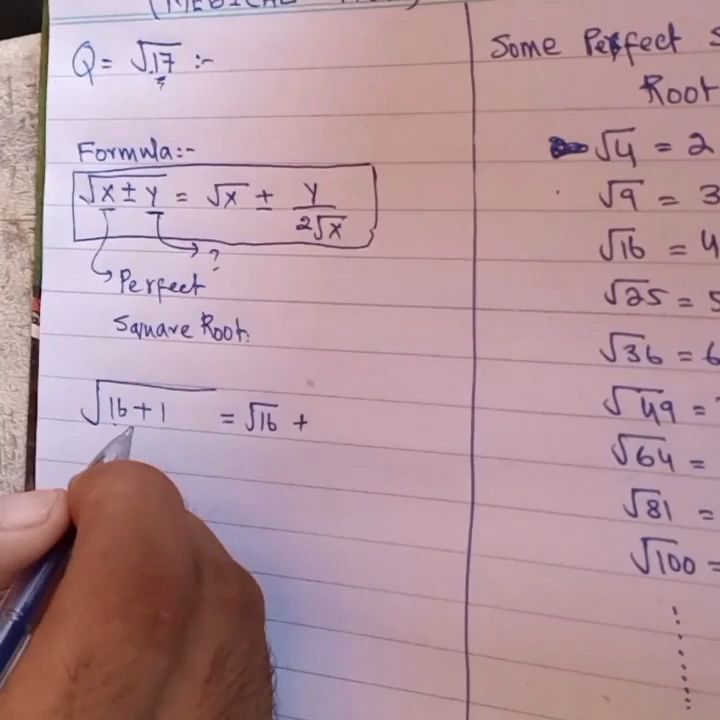 (MEDICAL
Q = √17 :-
Formula:-
√x ± y = √x ± y / 2√x
?
Perfect
Square Root.
√16+1 = √16 +
Some Perfect
Root
√4 = 2
√9 = 3
√16 = 4
√25 = 5
√36 = 6
√49 =
√64 =
√81 =
√100 =